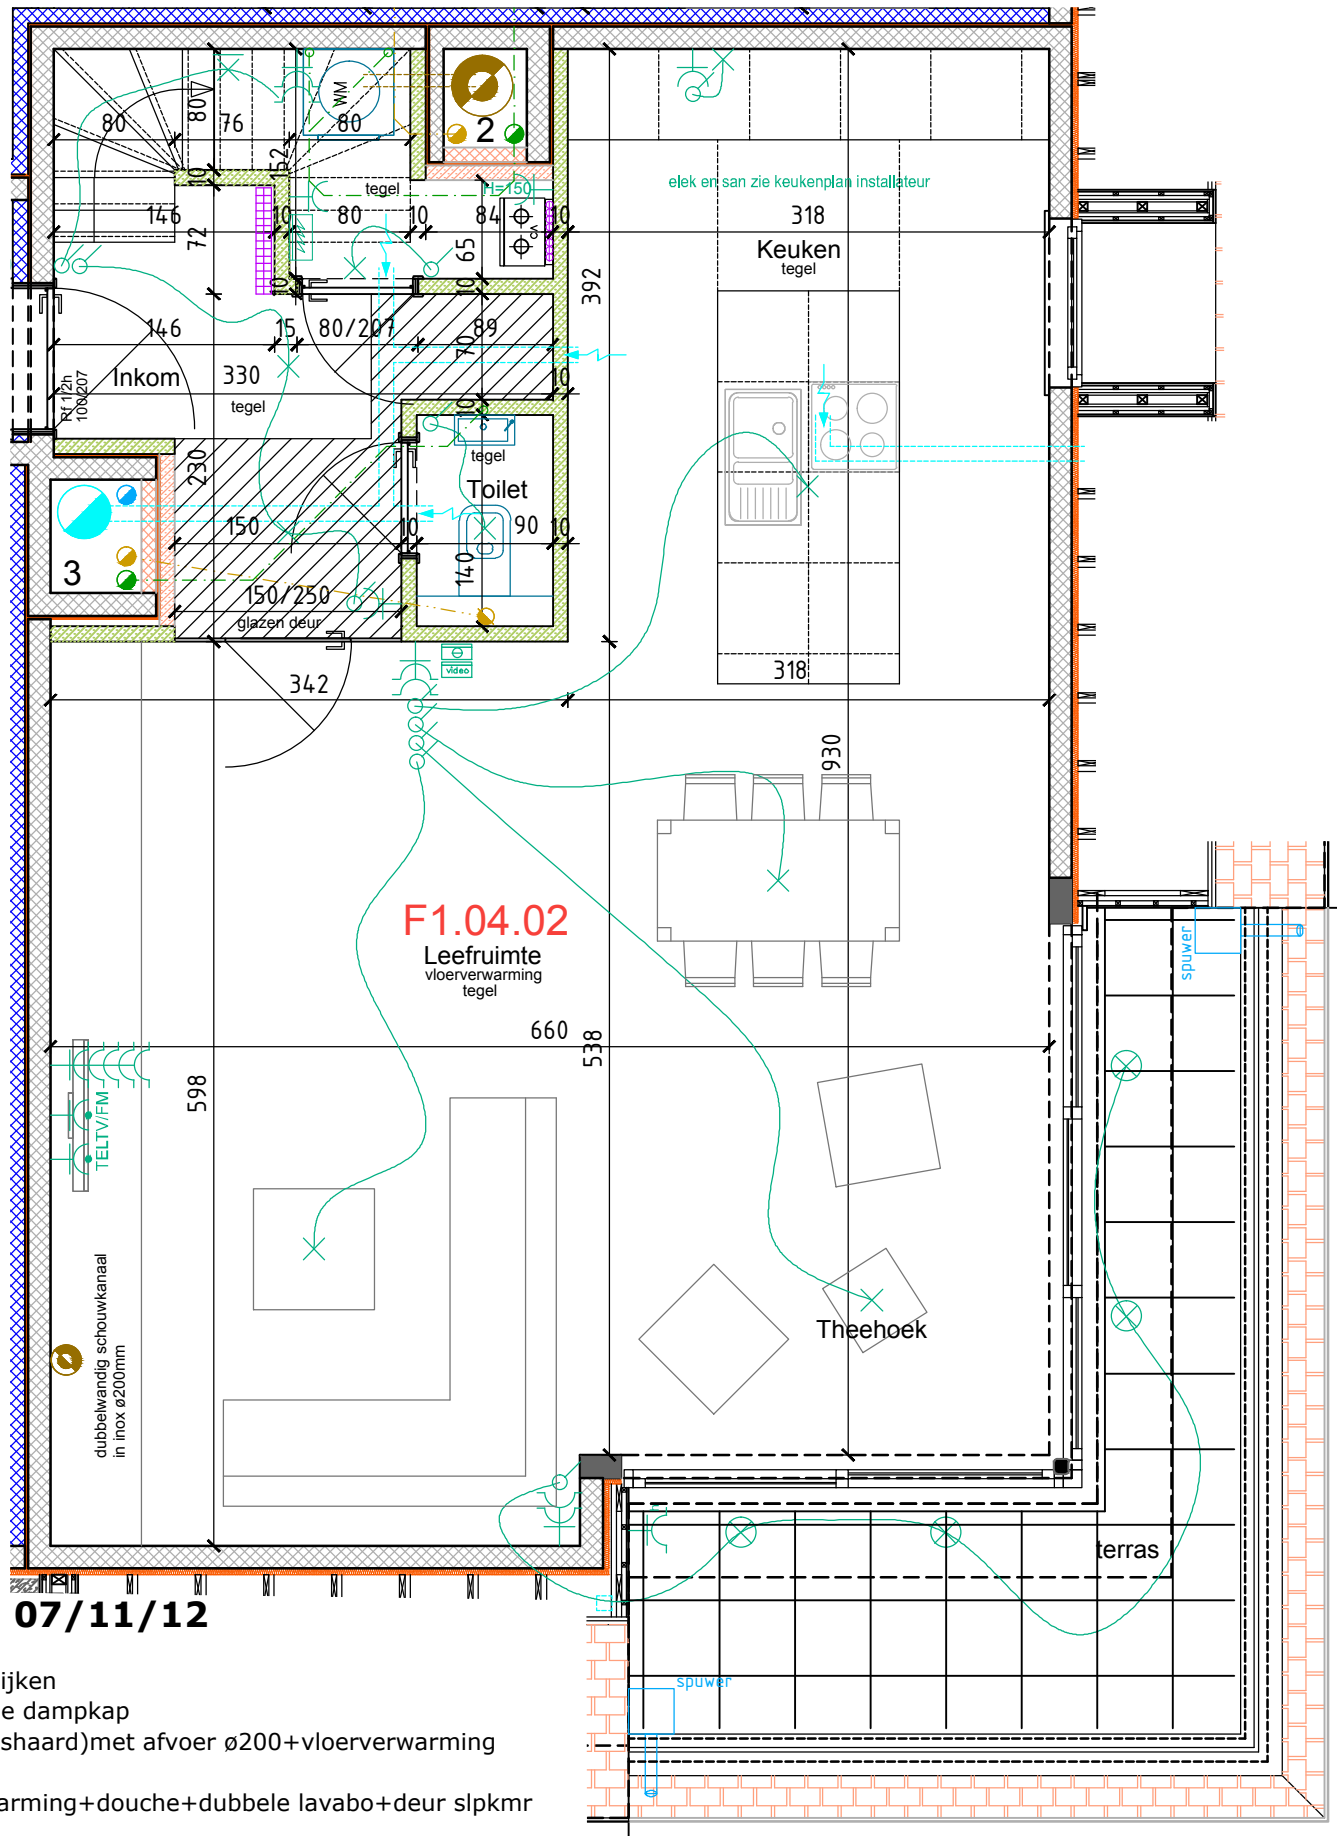 80
80
76
152
WM
80
2
10
tegel
H=150
elek en san zie keukenplan installateur
146
72
10
80
10
84
CV
10
65
318
Keuken
tegel
392
10
10
146
15
80/207
89
70
Inkom
330
tegel
Rf 1/2h
100/207
10
10
230
tegel
Toilet
150
10
90
10
140
3
150/250
glazen deur
video
342
318
930
F1.04.02
Leefruimte
vloerverwarming
tegel
spuwer
660
538
598
TELTV/FM
Theehoek
dubbelwandig schouwkanaal
in inox ø200mm
terras
07/11/12
ijken
e dampkap
shaard)met afvoer ø200+vloerverwarming
spuwer
arming+douche+dubbele lavabo+deur slpkmr